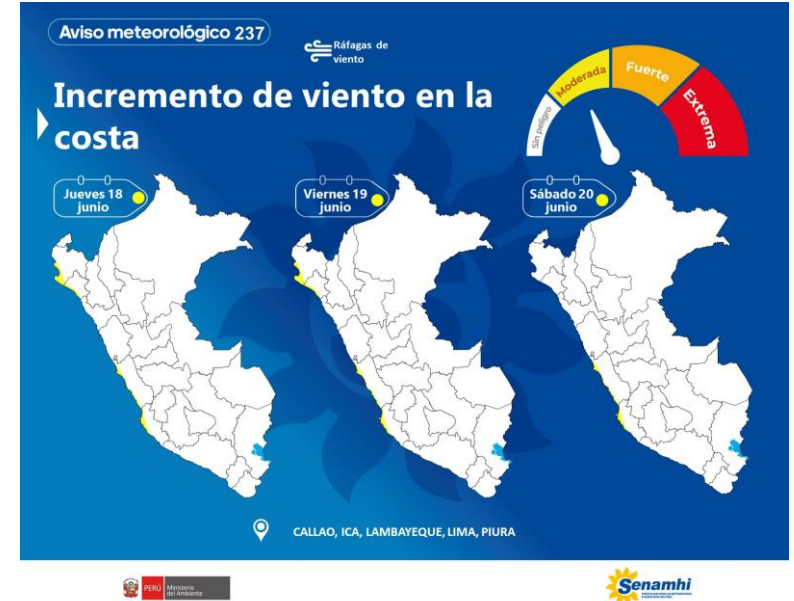 Aviso meteorológico 237
Ráfagas de
viento
Incremento de viento en la
costa
Sin peligro
Moderada
Fuerte
Extrema
Jueves 18
junio
Viernes 19
junio
Sábado 20
junio
CALLAO, ICA, LAMBAYEQUE, LIMA, PIURA
PERÚ
Ministerio
del Ambiente
Senamhi